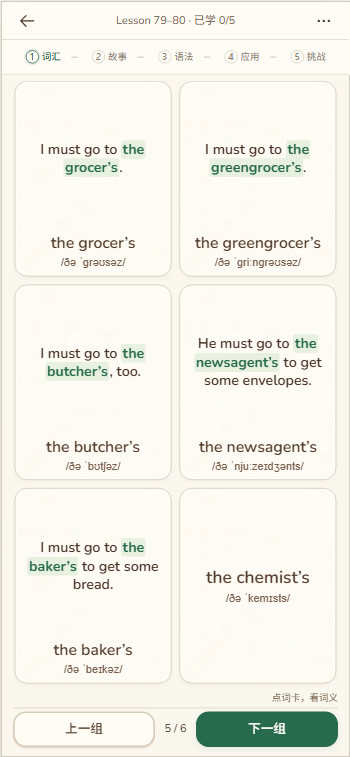 Lesson 79–80 · 已学 0/5
1 词汇 – 2 故事 – 3 语法 – 4 应用 – 5 挑战
I must go to the
grocer’s.
the grocer’s
/ðə ˈɡrəʊsəz/
I must go to the
greengrocer’s.
the greengrocer’s
/ðə ˈɡriːnɡrəʊsəz/
I must go to the
butcher’s, too.
the butcher’s
/ðə ˈbʊtʃəz/
He must go to the
newsagent’s to get
some envelopes.
the newsagent’s
/ðə ˈnjuːzeɪdʒənts/
I must go to the
baker’s to get some
bread.
the baker’s
/ðə ˈbeɪkəz/
the chemist’s
/ðə ˈkemɪsts/
点词卡，看词义
上一组 5 / 6 下一组